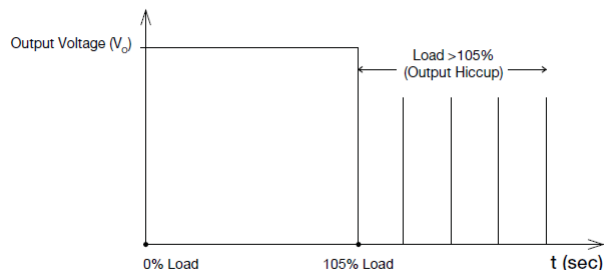 Output Voltage (Vo)
Load >105%
(Output Hiccup)
0% Load
105% Load
t (sec)